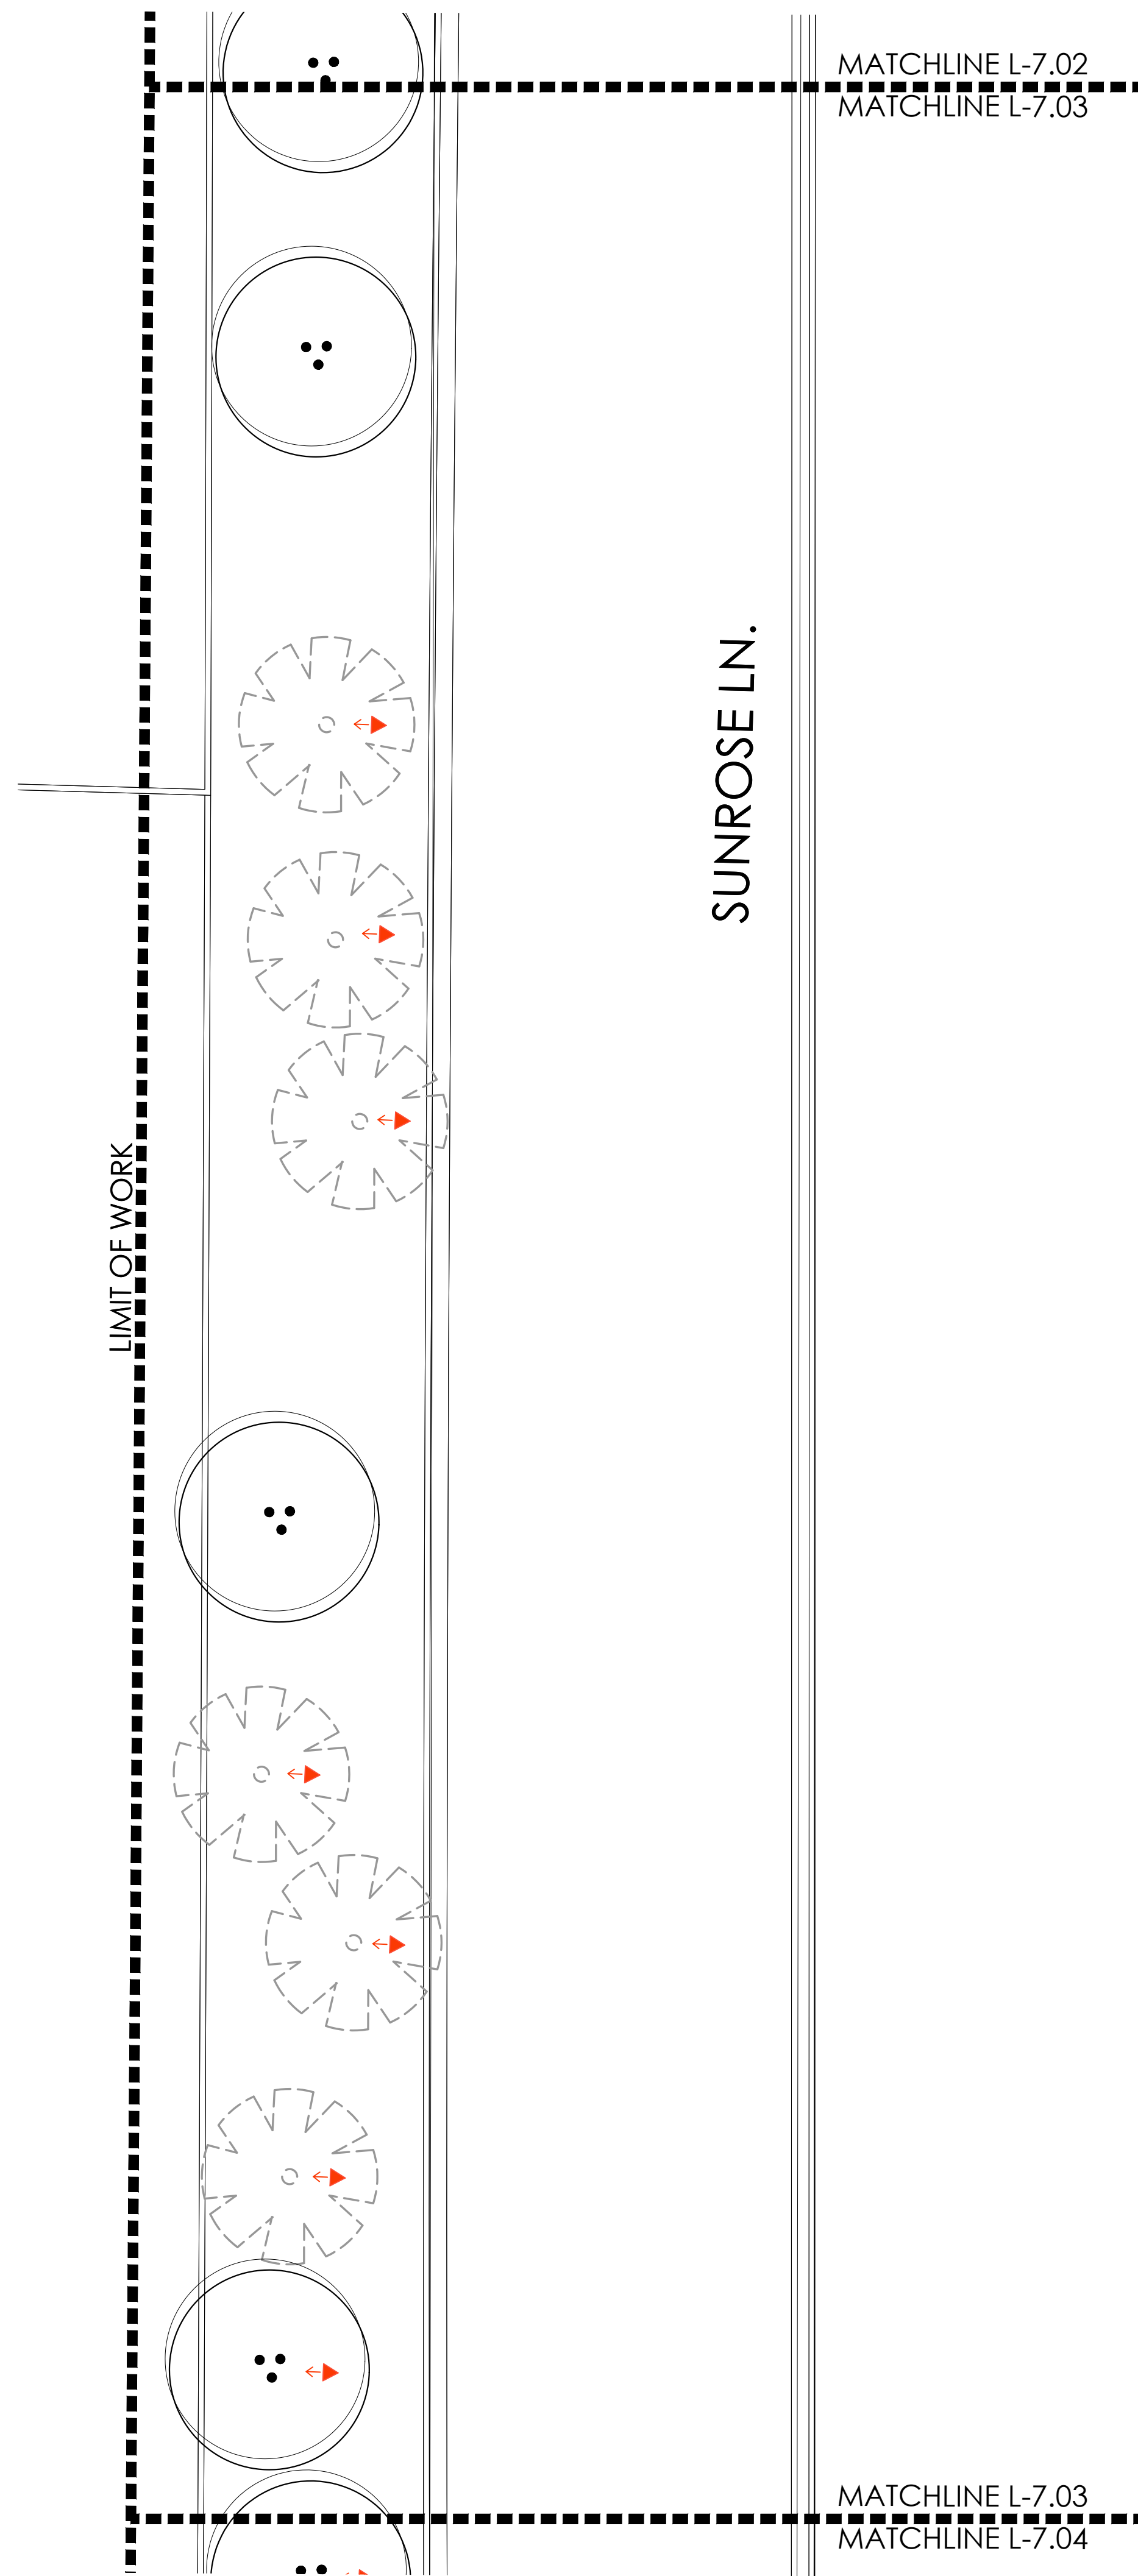 MATCHLINE L-7.02
MATCHLINE L-7.03
SUNROSE LN.
LIMIT OF WORK
MATCHLINE L-7.03
MATCHLINE L-7.04